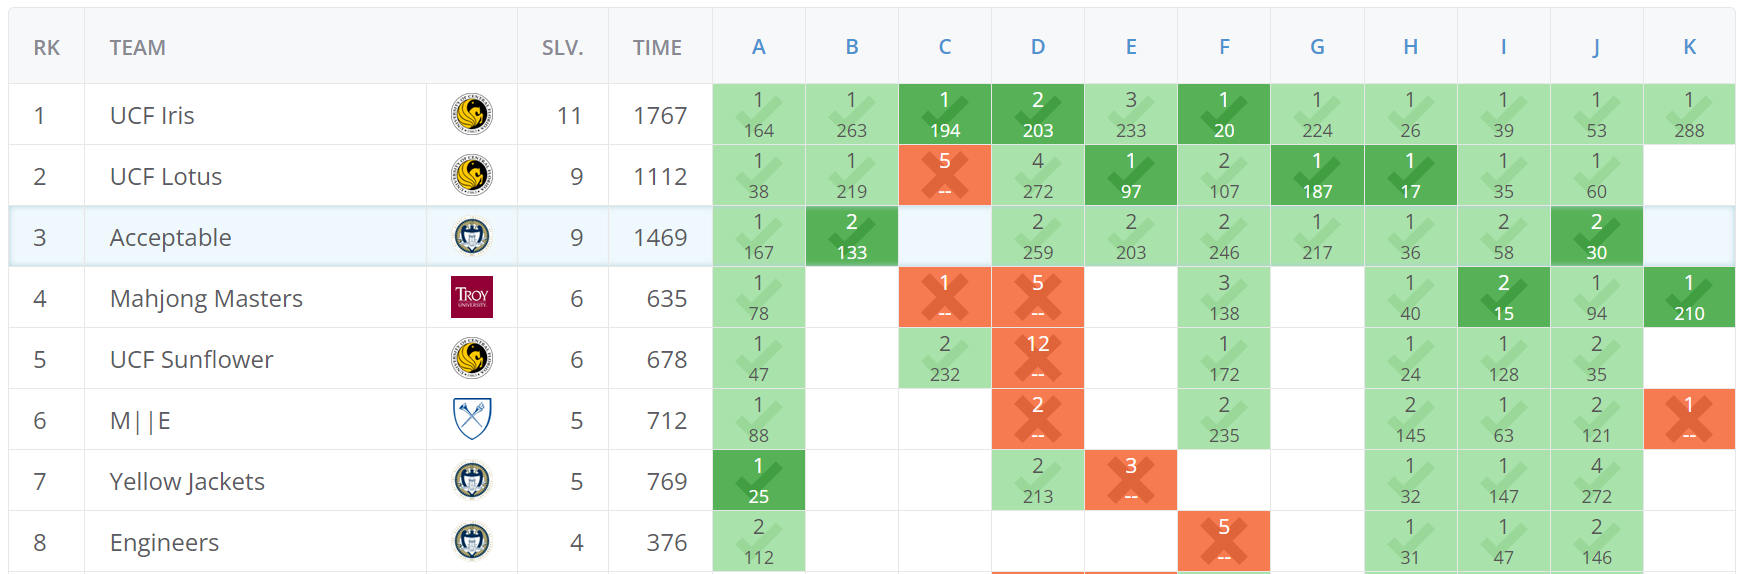 RK TEAM SLV. TIME A B C D E F G H I J K
1 1 1 2 3 1 1 1 1 1 1
1 UCF Iris 11 1767
164 263 194 203 233 20 224 26 39 53 288
1 1 5 4 1 2 1 1 1 1
2 UCF Lotus 9 1112
38 219 -- 272 97 107 187 17 35 60
1 2 2 2 2 1 1 2 2
3 Acceptable 9 1469
167 133 259 203 246 217 36 58 30
1 1 5 3 1 2 1 1
4 Mahjong Masters TROY UNIVERSITY 6 635
78 -- -- 138 40 15 94 210
1 2 12 1 1 1 2
5 UCF Sunflower 6 678
47 232 -- 172 24 128 35
1 2 2 2 1 2 1
6 M||E 5 712
88 -- 235 145 63 121 --
1 2 3 1 1 4
7 Yellow Jackets 5 769
25 213 -- 32 147 272
2 5 1 1 2
8 Engineers 4 376
112 -- 31 47 146